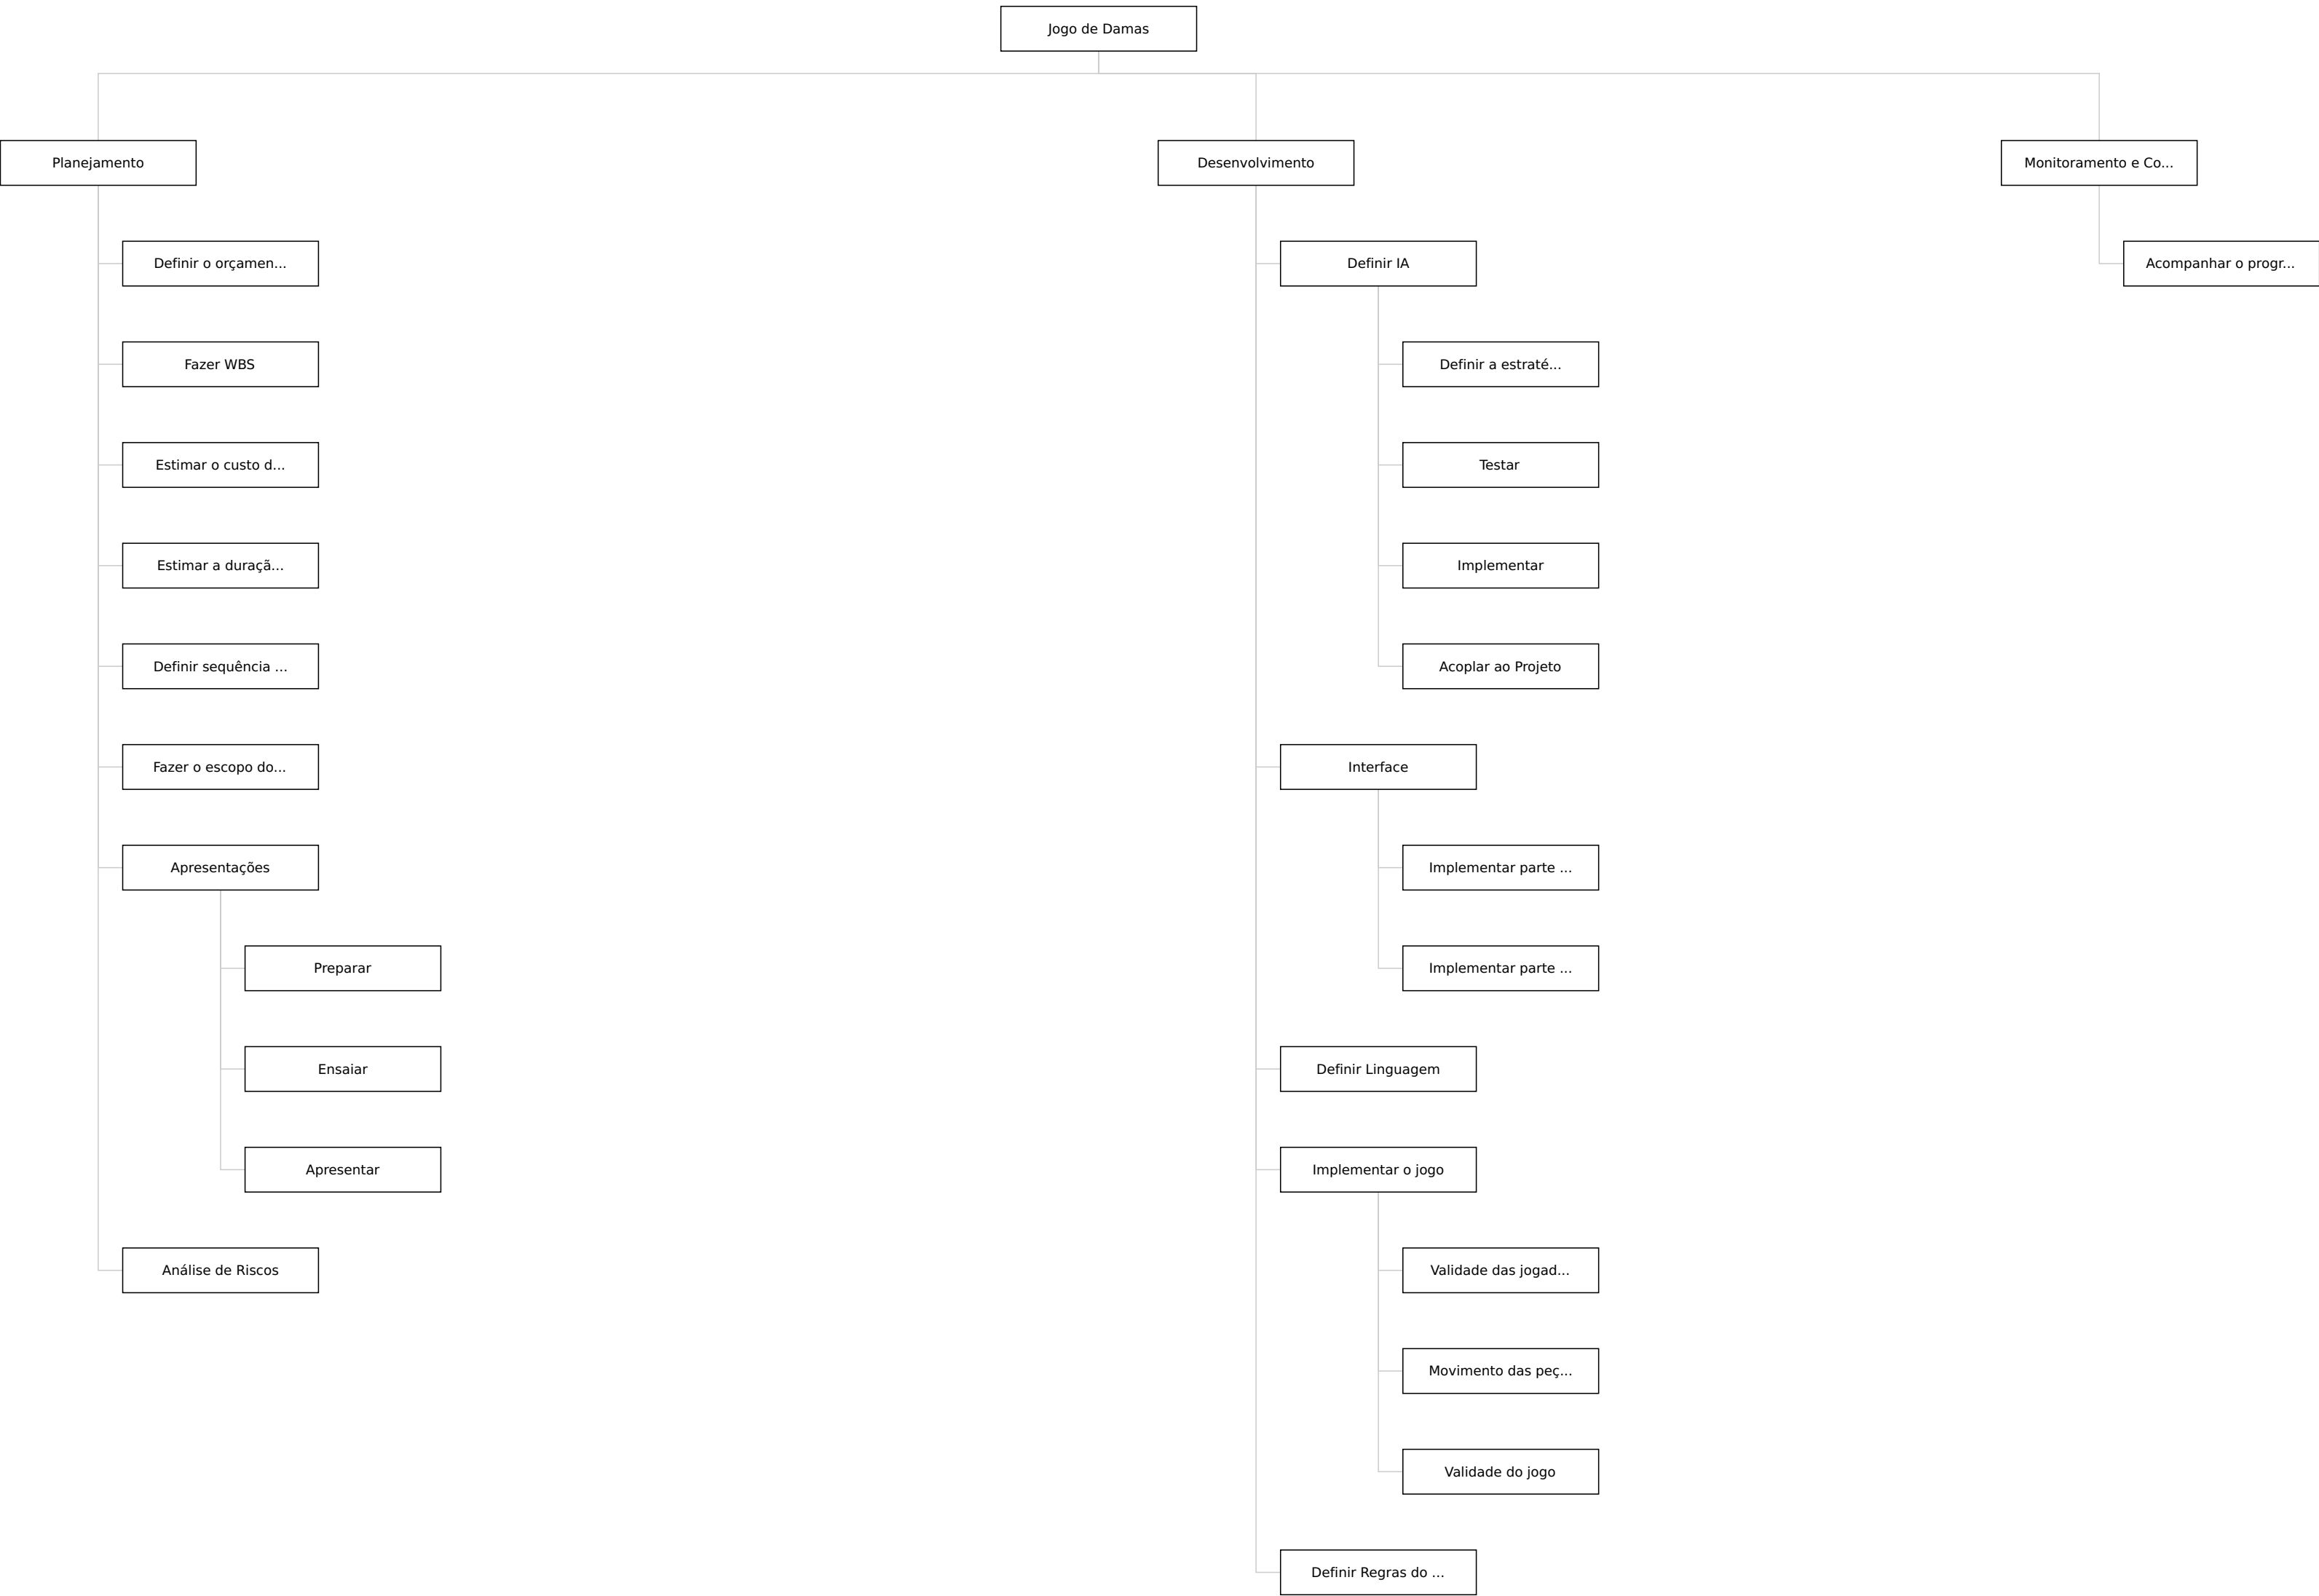 Jogo de Damas
Planejamento
Definir o orçamen...
Fazer WBS
Estimar o custo d...
Estimar a duraçã...
Definir sequência ...
Fazer o escopo do...
Apresentações
Preparar
Ensaiar
Apresentar
Análise de Riscos
Desenvolvimento
Definir IA
Definir a estraté...
Testar
Implementar
Acoplar ao Projeto
Interface
Implementar parte ...
Implementar parte ...
Definir Linguagem
Implementar o jogo
Validade das jogad...
Movimento das peç...
Validade do jogo
Definir Regras do ...
Monitoramento e Co...
Acompanhar o progr...